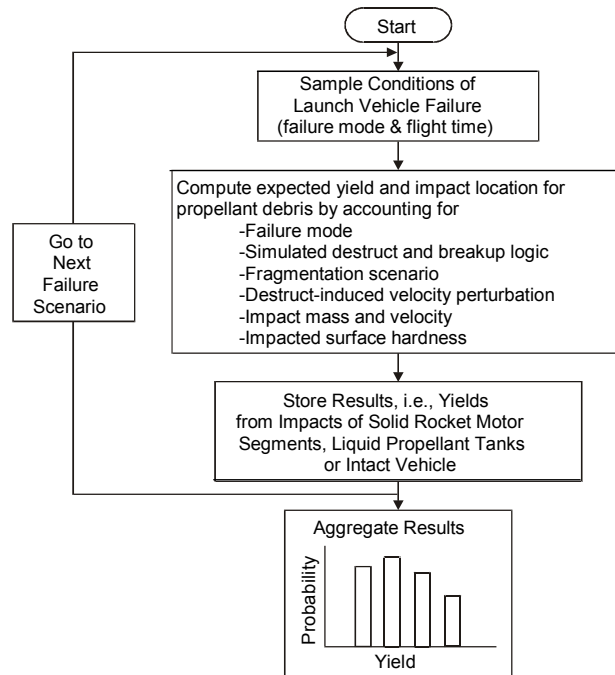 Start
Sample Conditions of
Launch Vehicle Failure
(failure mode & flight time)
Compute expected yield and impact location for
propellant debris by accounting for
-Failure mode
-Simulated destruct and breakup logic
-Fragmentation scenario
-Destruct-induced velocity perturbation
-Impact mass and velocity
-Impacted surface hardness
Go to
Next
Failure
Scenario
Store Results, i.e., Yields
from Impacts of Solid Rocket Motor
Segments, Liquid Propellant Tanks
or Intact Vehicle
Aggregate Results
Probability
Yield